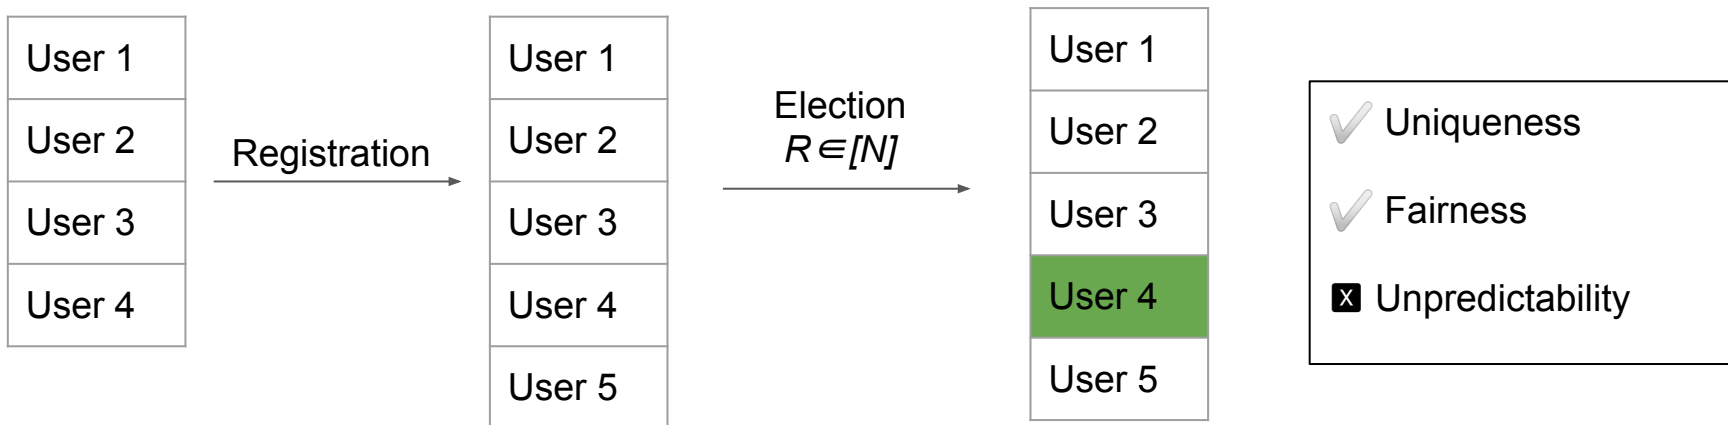 User 1
User 2
User 3
User 4
Registration
User 1
User 2
User 3
User 4
User 5
Election
R∈[N]
User 1
User 2
User 3
User 4
User 5
✔ Uniqueness
✔ Fairness
X Unpredictability